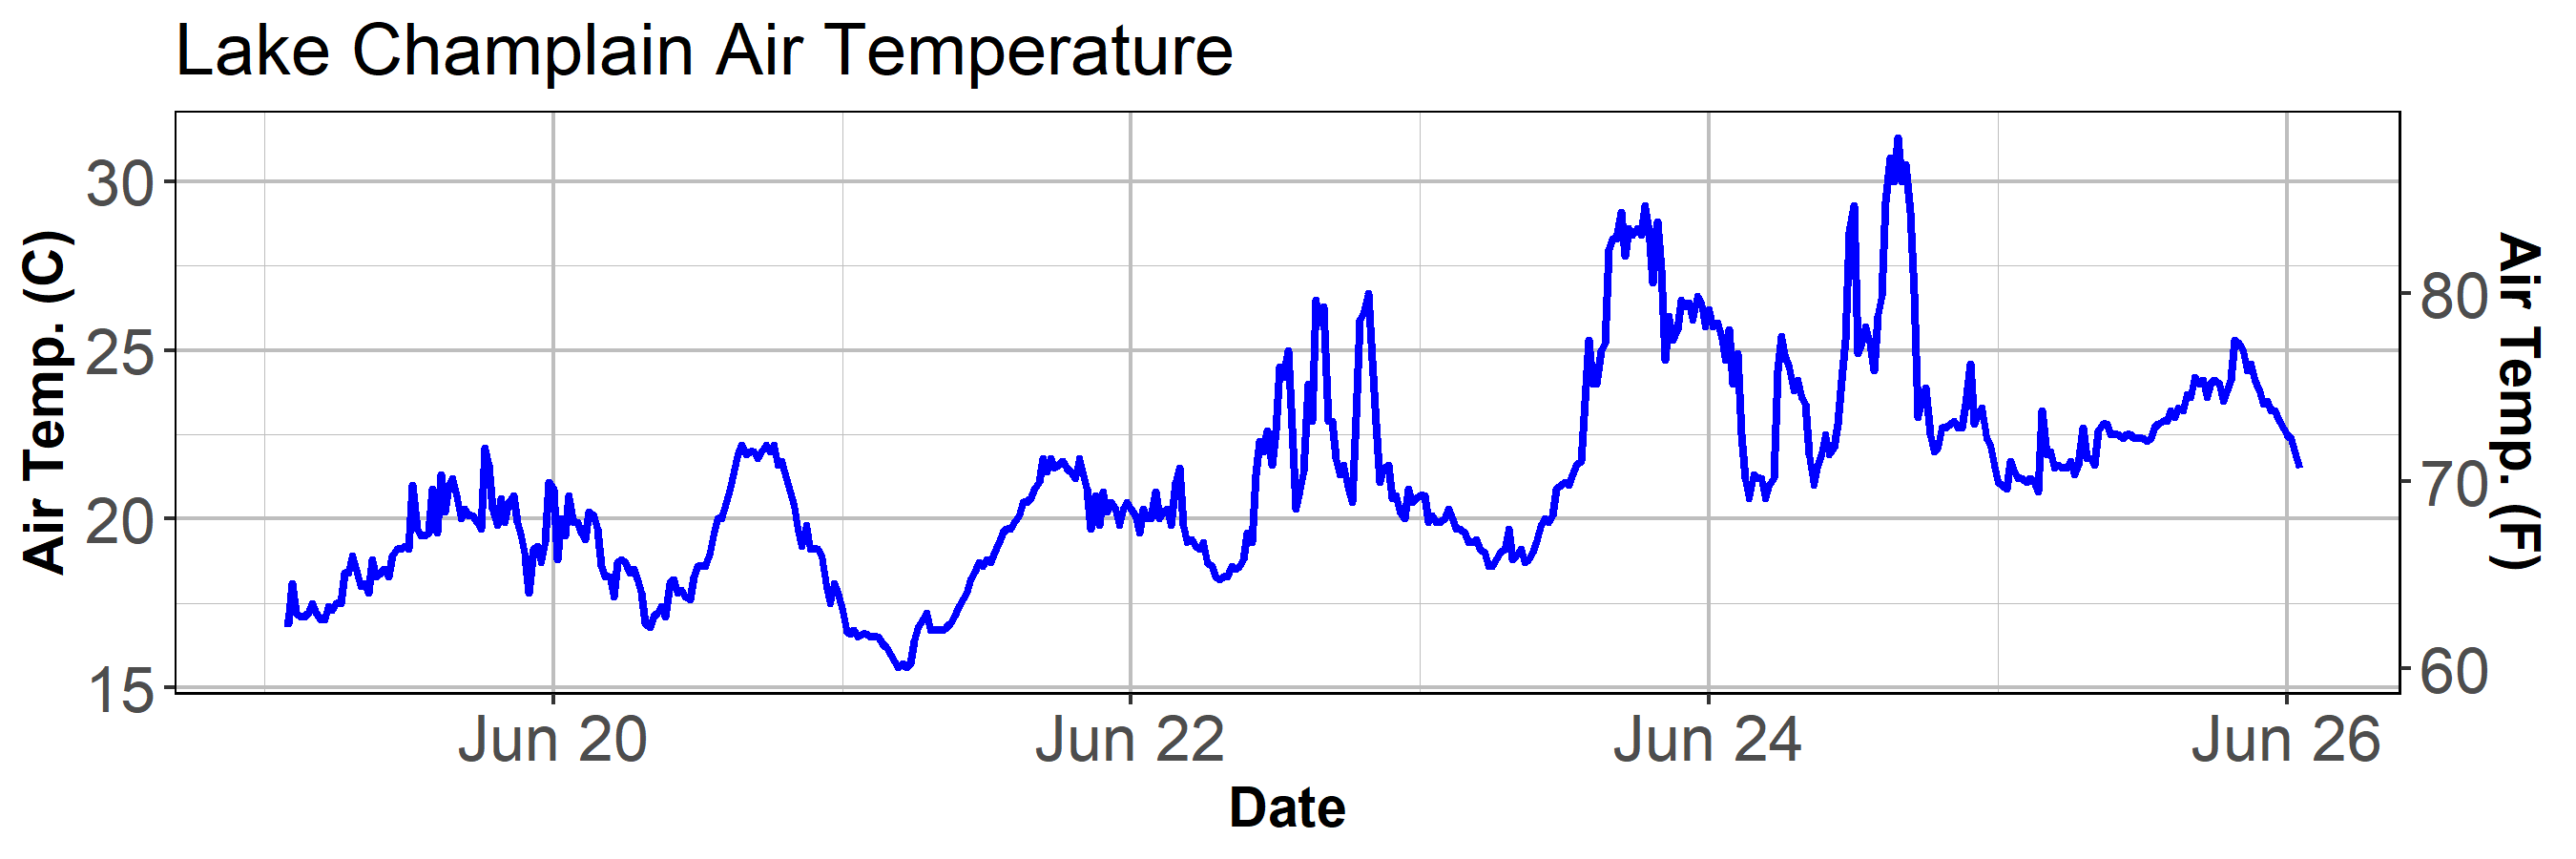 Lake Champlain Air Temperature
Air Temp. (C)
30
25
20
15
80
70
60
Air Temp. (F)
Jun 20
Jun 22
Jun 24
Jun 26
Date